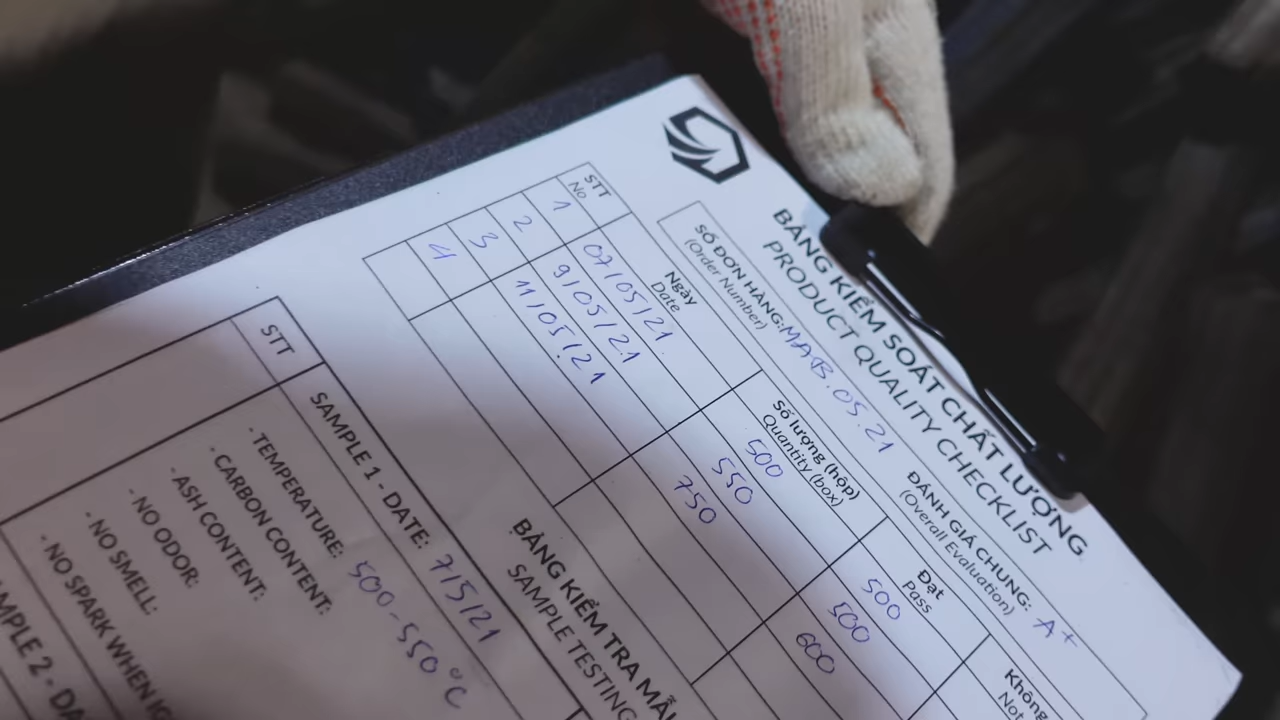 BẢNG KIỂM SOÁT CHẤT LƯỢNG
PRODUCT QUALITY CHECKLIST
SỐ ĐƠN HÀNG: MAB.05.21 ĐÁNH GIÁ CHUNG: A+
(Order Number) (Overall Evaluation)
STT Ngày Số lượng (hộp) Đạt Không
No Date Quantity (box) Pass Not
1 07/05/21 500 500
2 9/05/21 550 500
3 11/05/21 750 600
4
BẢNG KIỂM TRA
SAMPLE TESTING
STT SAMPLE 1 - DATE: 7/5/21
- TEMPERATURE: 500-550°C
- CARBON CONTENT:
- ASH CONTENT:
- NO ODOR:
- NO SMELL:
- NO SPARK WHEN